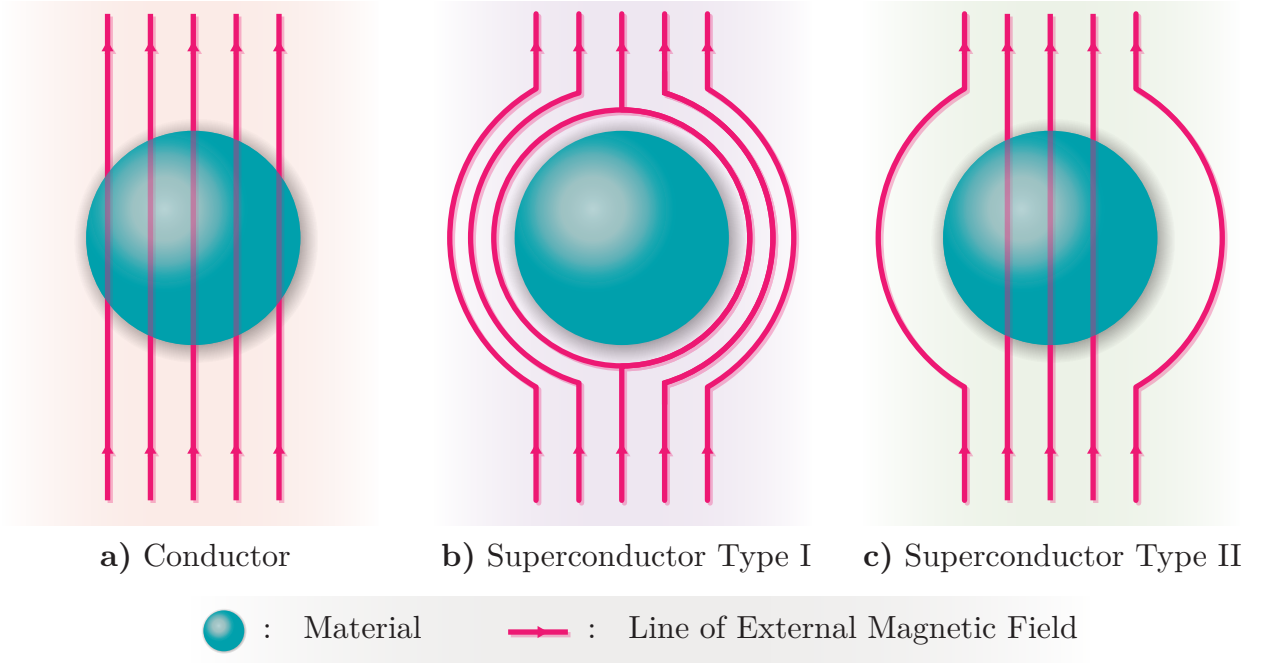 a) Conductor
b) Superconductor Type I
c) Superconductor Type II
: Material
: Line of External Magnetic Field